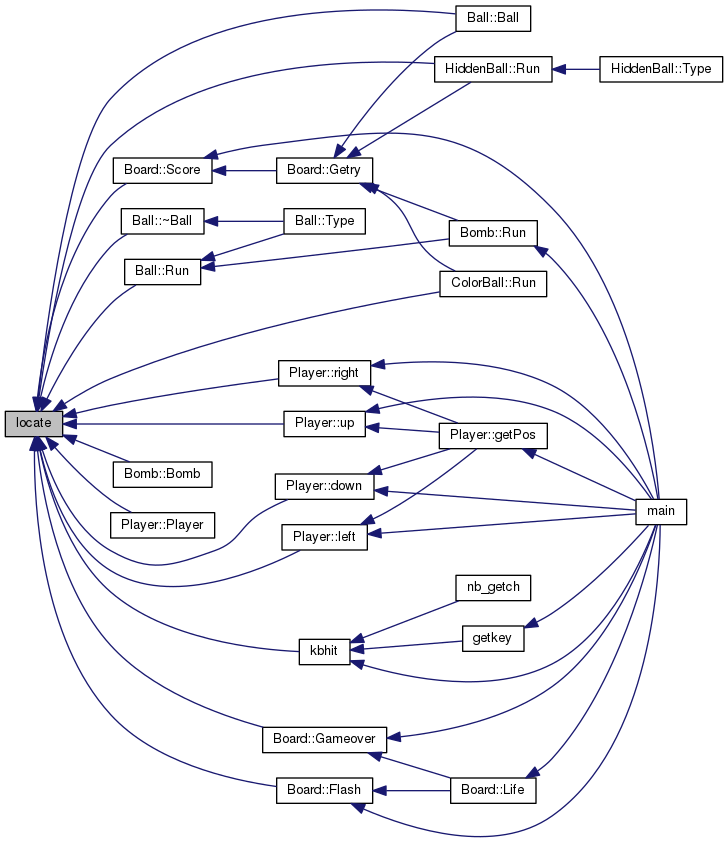 Ball::Ball
HiddenBall::Run
HiddenBall::Type
Board::Score
Board::Getry
Ball::~Ball
Ball::Type
Bomb::Run
Ball::Run
ColorBall::Run
Player::right
locate
Player::up
Player::getPos
Bomb::Bomb
Player::down
main
Player::Player
Player::left
nb_getch
getkey
kbhit
Board::Gameover
Board::Flash
Board::Life